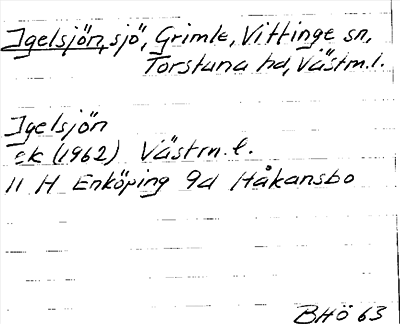 Igelsjön, sjö, Grimle, Vittinge sn,
Torstuna hd, Västm. l.
Igelsjön
ek (1962) Västm. l.
11 H Enköping 9d Håkansbo
BHÖ 63